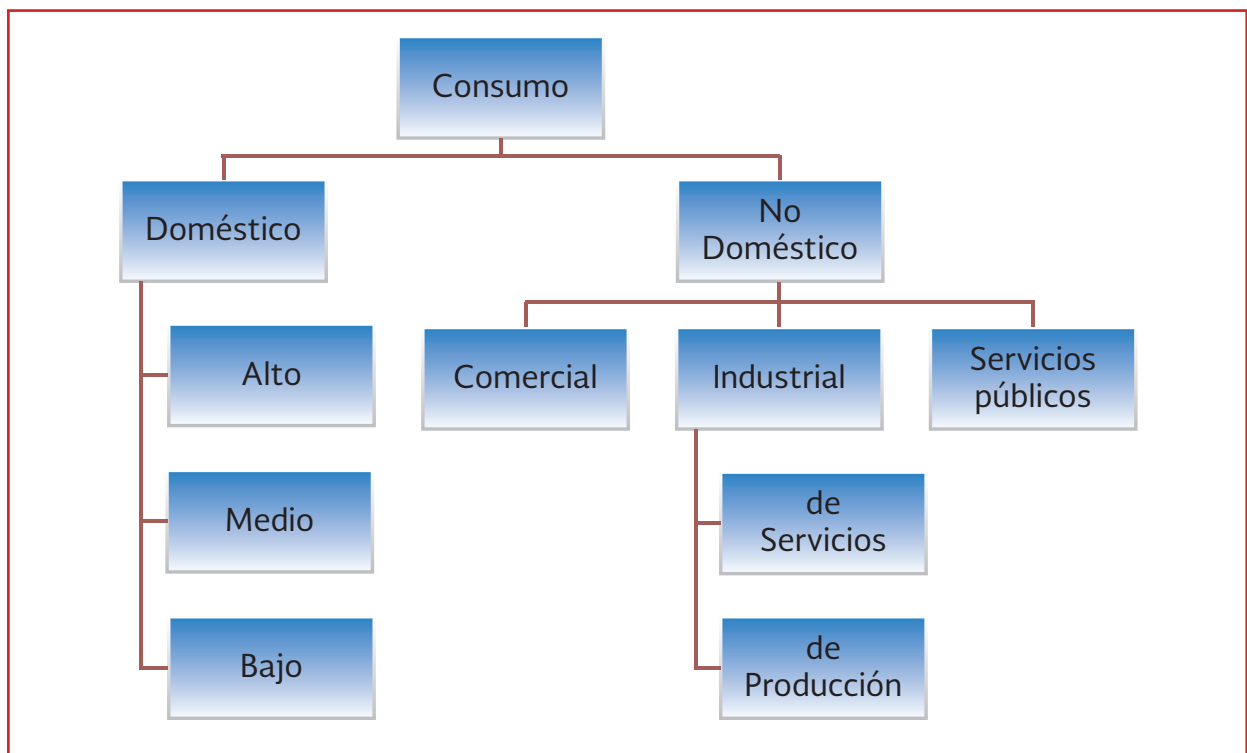 Consumo
Doméstico
No
Doméstico
Alto
Comercial
Industrial
Servicios
públicos
Medio
de
Servicios
Bajo
de
Producción